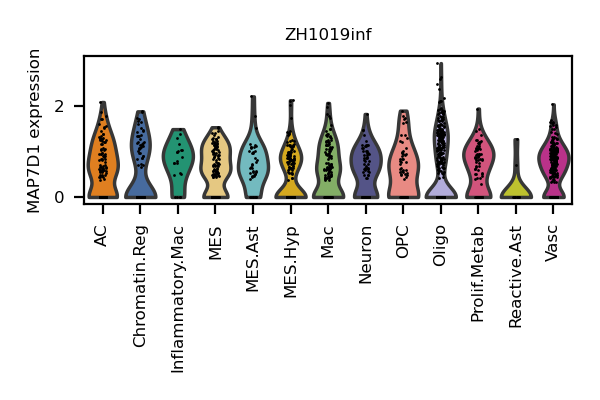 ZH1019inf
MAP7D1 expression
2
0
AC
Chromatin.Reg
Inflammatory.Mac
MES
MES.Ast
MES.Hyp
Mac
Neuron
OPC
Oligo
Prolif.Metab
Reactive.Ast
Vasc